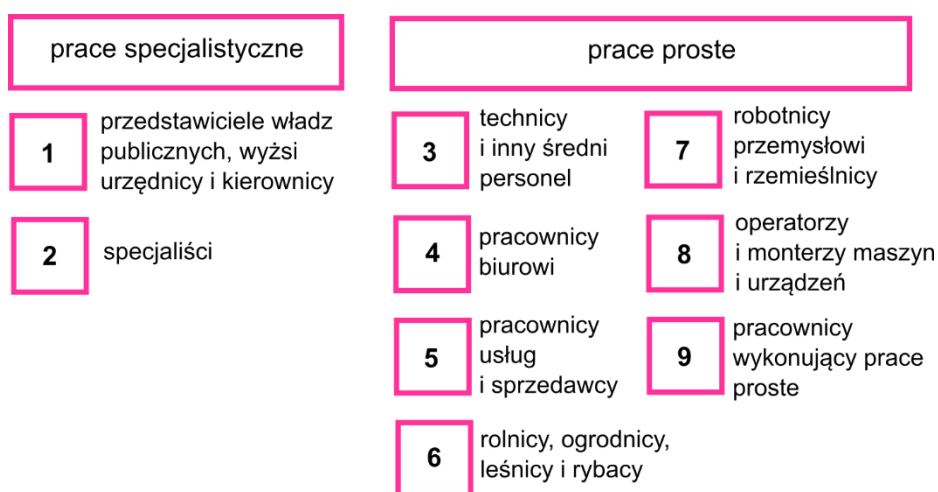 prace specjalistyczne
1
przedstawiciele władz
publicznych, wyżsi
urzędnicy i kierownicy
2
specjaliści
prace proste
3
technicy
i inny średni
personel
4
pracownicy
biurowi
5
pracownicy
usług
i sprzedawcy
6
rolnicy, ogrodnicy,
leśnicy i rybacy
7
robotnicy
przemysłowi
i rzemieślnicy
8
operatorzy
i monterzy maszyn
i urządzeń
9
pracownicy
wykonujący prace
proste